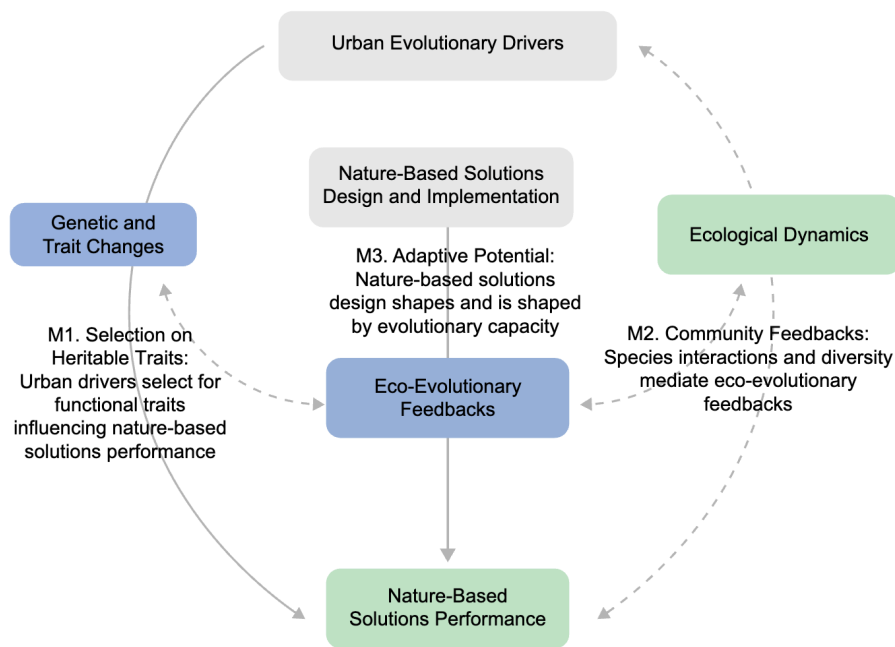 Urban Evolutionary Drivers
Nature-Based Solutions
Design and Implementation
Genetic and
Trait Changes
Ecological Dynamics
M3. Adaptive Potential:
Nature-based solutions
design shapes and is shaped
by evolutionary capacity
M1. Selection on
Heritable Traits:
Urban drivers select for
functional traits
influencing nature-based
solutions performance
M2. Community Feedbacks:
Species interactions and diversity
mediate eco-evolutionary
feedbacks
Eco-Evolutionary
Feedbacks
Nature-Based
Solutions Performance